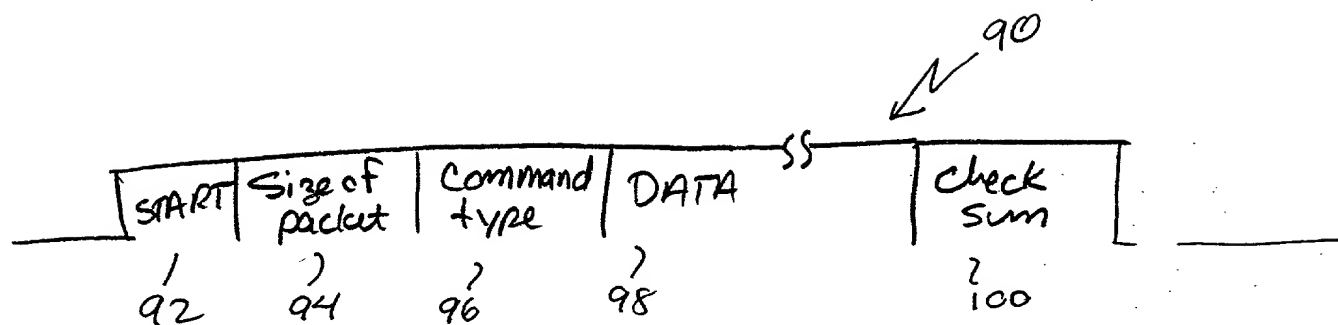 90
START
Size of
packet
Command
type
DATA
check
sum
92
94
96
98
100